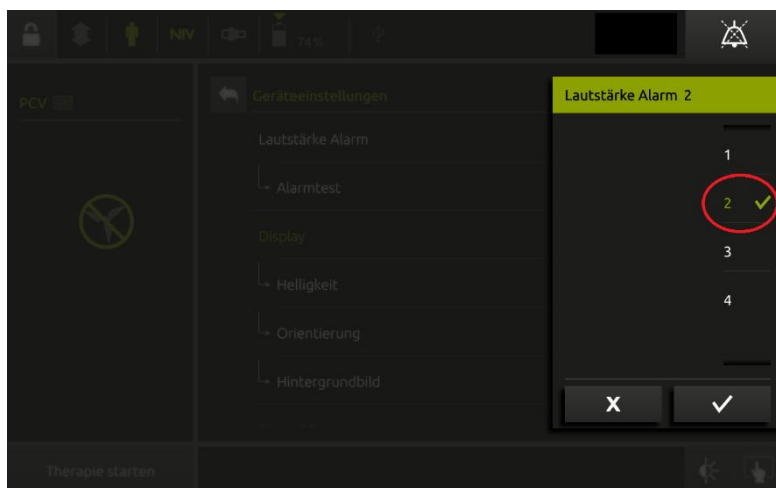 NIV
74%
Lautstärke Alarm 2
PCV
Geräteeinstellungen
Lautstärke Alarm
Alarmtest
Display
Helligkeit
Orientierung
Hintergrundbild
1
2
3
4
X
Therapie starten